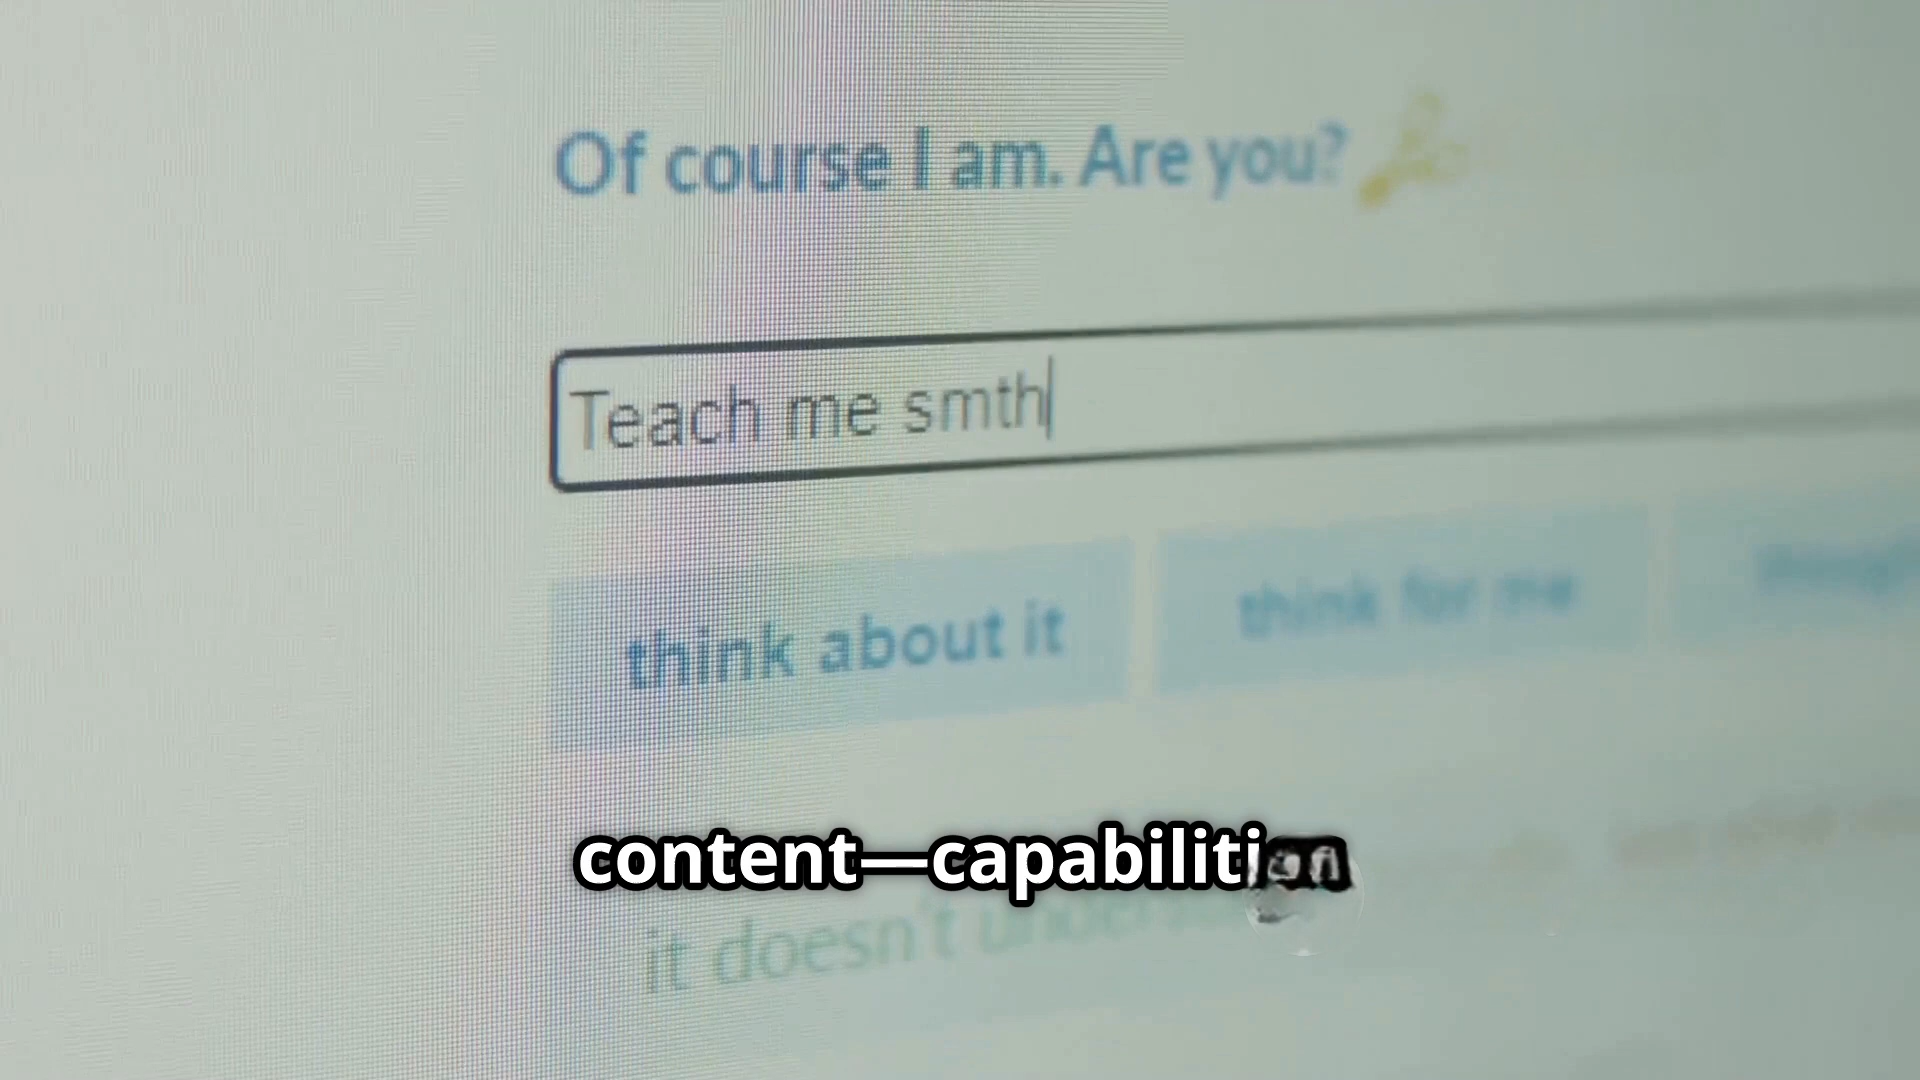 Of course I am. Are you?
Teach me smth
think about it
think for me
content—capabiliti
it doesn't